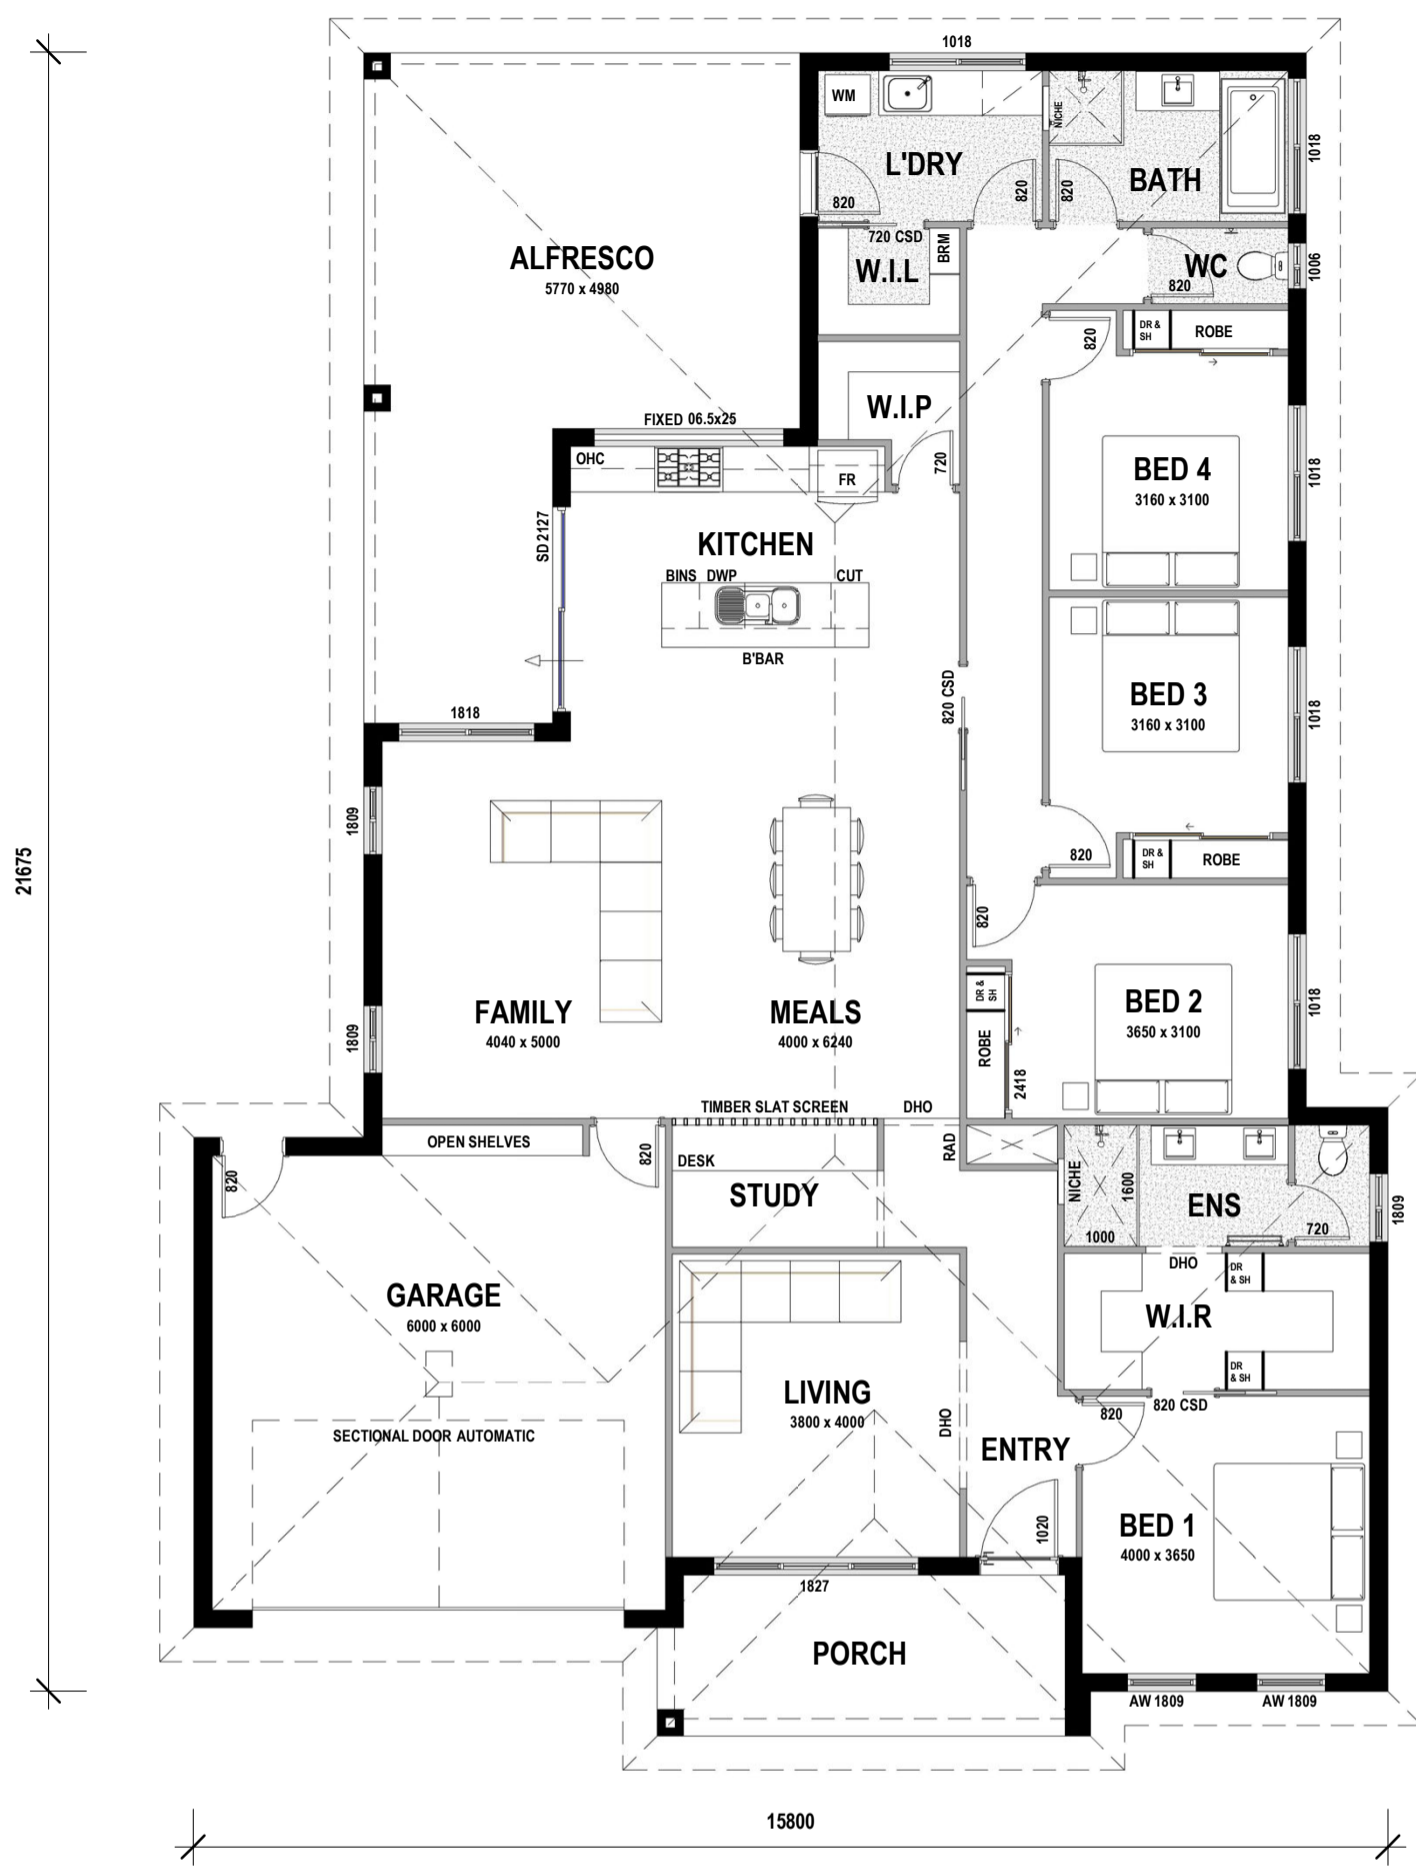 1018
WM
NICHE
L'DRY
BATH
1018
820
820
820
720 CSD
BRM
W.I.L
WC
1006
820
ALFRESCO
5770 x 4980
820
DR &
SH
ROBE
W.I.P
FIXED 06.5x25
OHC
FR
720
BED 4
3160 x 3100
1018
SD 2127
KITCHEN
BINS
DWP
CUT
B'BAR
820 CSD
BED 3
3160 x 3100
1018
1818
1809
820
DR &
SH
ROBE
21675
820
FAMILY
4040 x 5000
MEALS
4000 x 6240
DR &
SH
ROBE
BED 2
3650 x 3100
1018
1809
2418
TIMBER SLAT SCREEN
DHO
OPEN SHELVES
820
RAD
820
DESK
STUDY
NICHE
1600
1000
ENS
720
1809
DHO
DR
& SH
GARAGE
6000 x 6000
W.I.R
DR
& SH
LIVING
3800 x 4000
820
820 CSD
SECTIONAL DOOR AUTOMATIC
DHO
ENTRY
1020
BED 1
4000 x 3650
1827
PORCH
AW 1809
AW 1809
15800